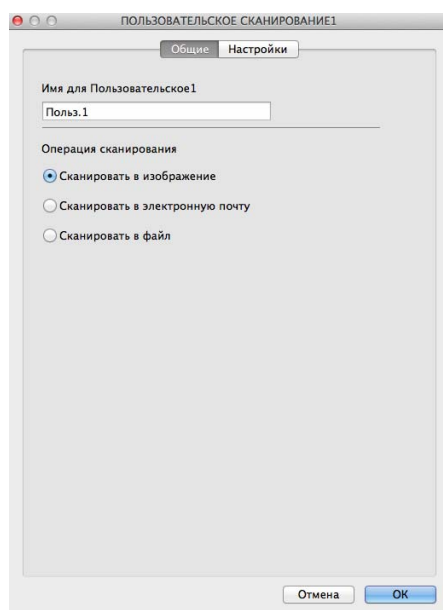 ПОЛЬЗОВАТЕЛЬСКОЕ СКАНИРОВАНИЕ1
Общие Настройки
Имя для Пользовательское1
Польз.1
Операция сканирования
Сканировать в изображение
Сканировать в электронную почту
Сканировать в файл
Отмена OK